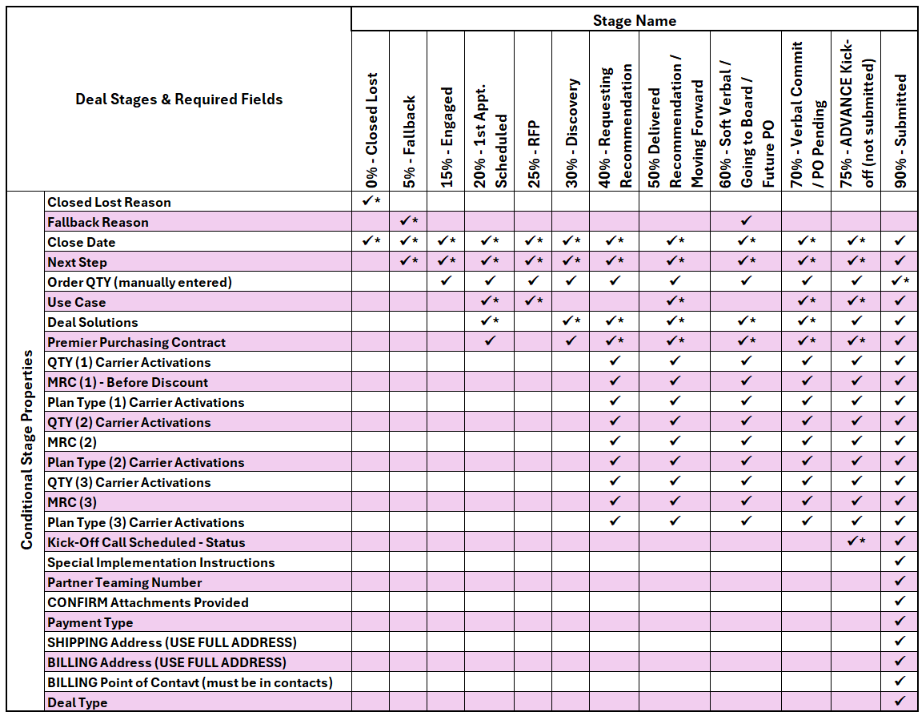 Stage Name
Deal Stages & Required Fields
0% - Closed Lost
5% - Fallback
15% - Engaged
20% - 1st Appt.
Scheduled
25% - RFP
30% - Discovery
40% - Requesting
Recommendation
50% Delivered
Recommendation /
Moving Forward
60% - Soft Verbal /
Going to Board /
Future PO
70% - Verbal Commit
/ PO Pending
75% - ADVANCE Kick-
off (not submitted)
90% - Submitted
Conditional Stage Properties
Closed Lost Reason ✓*
Fallback Reason ✓* ✓
Close Date ✓* ✓* ✓* ✓* ✓* ✓* ✓* ✓* ✓* ✓* ✓* ✓
Next Step ✓* ✓* ✓* ✓* ✓* ✓* ✓* ✓* ✓* ✓* ✓
Order QTY (manually entered) ✓ ✓ ✓ ✓ ✓ ✓ ✓ ✓ ✓ ✓*
Use Case ✓* ✓* ✓* ✓* ✓* ✓
Deal Solutions ✓* ✓* ✓* ✓* ✓* ✓* ✓ ✓
Premier Purchasing Contract ✓ ✓ ✓* ✓* ✓* ✓* ✓* ✓
QTY (1) Carrier Activations ✓ ✓ ✓ ✓ ✓ ✓
MRC (1) - Before Discount ✓ ✓ ✓ ✓ ✓ ✓
Plan Type (1) Carrier Activations ✓ ✓ ✓ ✓ ✓ ✓
QTY (2) Carrier Activations ✓ ✓ ✓ ✓ ✓ ✓
MRC (2) ✓ ✓ ✓ ✓ ✓ ✓
Plan Type (2) Carrier Activations ✓ ✓ ✓ ✓ ✓ ✓
QTY (3) Carrier Activations ✓ ✓ ✓ ✓ ✓ ✓
MRC (3) ✓ ✓ ✓ ✓ ✓ ✓
Plan Type (3) Carrier Activations ✓ ✓ ✓ ✓ ✓ ✓
Kick-Off Call Scheduled - Status ✓* ✓
Special Implementation Instructions ✓
Partner Teaming Number ✓
CONFIRM Attachments Provided ✓
Payment Type ✓
SHIPPING Address (USE FULL ADDRESS) ✓
BILLING Address (USE FULL ADDRESS) ✓
BILLING Point of Contavt (must be in contacts) ✓
Deal Type ✓